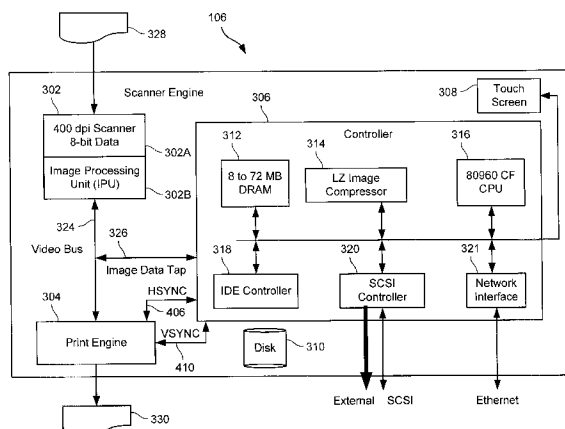 106
328
Scanner Engine
308
Touch
Screen
302
306
400 dpi Scanner
8-bit Data
302A
Image Processing
Unit (IPU)
302B
Controller
312
314
316
8 to 72 MB
DRAM
LZ Image
Compressor
80960 CF
CPU
324
326
Video Bus
Image Data Tap
318
320
321
IDE Controller
SCSI
Controller
Network
Interface
HSYNC
406
304
VSYNC
Print Engine
410
Disk
310
External SCSI
Ethernet
330